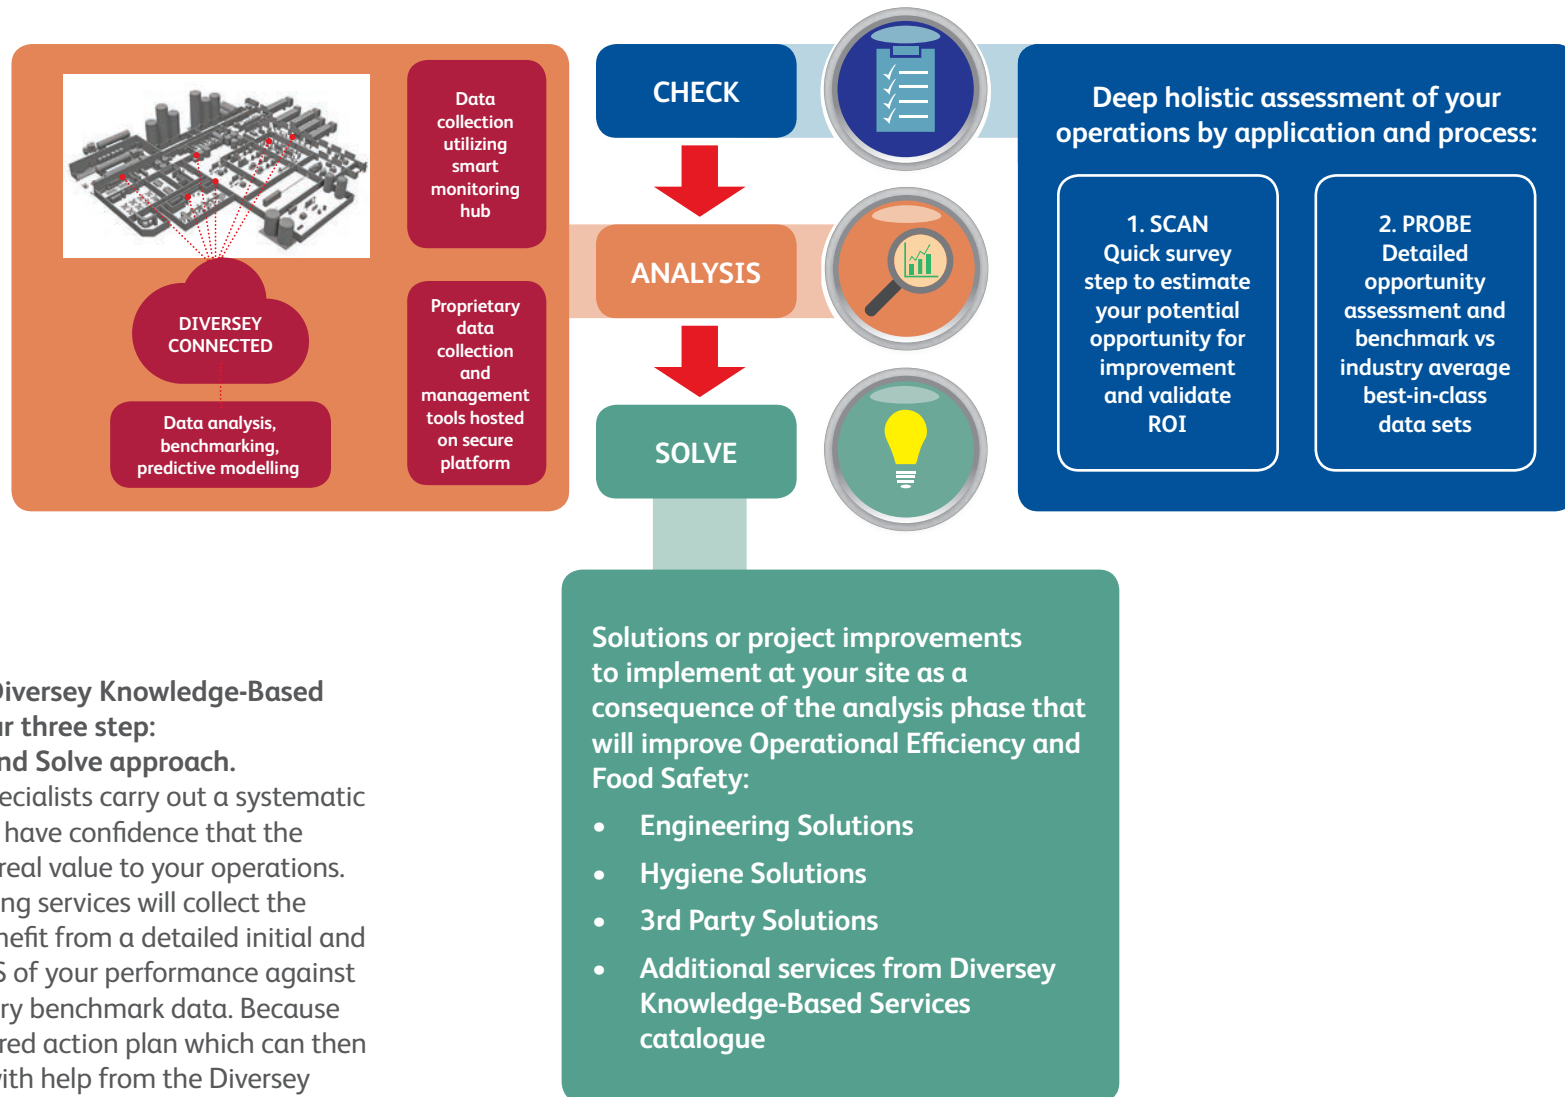 Data
collection
utilizing
smart
monitoring
hub
DIVERSEY
CONNECTED
Data analysis,
benchmarking,
predictive modelling
Proprietary
data
collection
and
management
tools hosted
on secure
platform
CHECK
ANALYSIS
SOLVE
Deep holistic assessment of your
operations by application and process:
1. SCAN
Quick survey
step to estimate
your potential
opportunity for
improvement
and validate
ROI
2. PROBE
Detailed
opportunity
assessment and
benchmark vs
industry average
best-in-class
data sets
Solutions or project improvements
to implement at your site as a
consequence of the analysis phase that
will improve Operational Efficiency and
Food Safety:
• Engineering Solutions
• Hygiene Solutions
• 3rd Party Solutions
• Additional services from Diversey
Knowledge-Based Services
catalogue
Diversey Knowledge-Based
three step:
and Solve approach.
carry out a systematic
have confidence that the
real value to your operations.
services will collect the
from a detailed initial and
of your performance against
benchmark data. Because
action plan which can then
with help from the Diversey